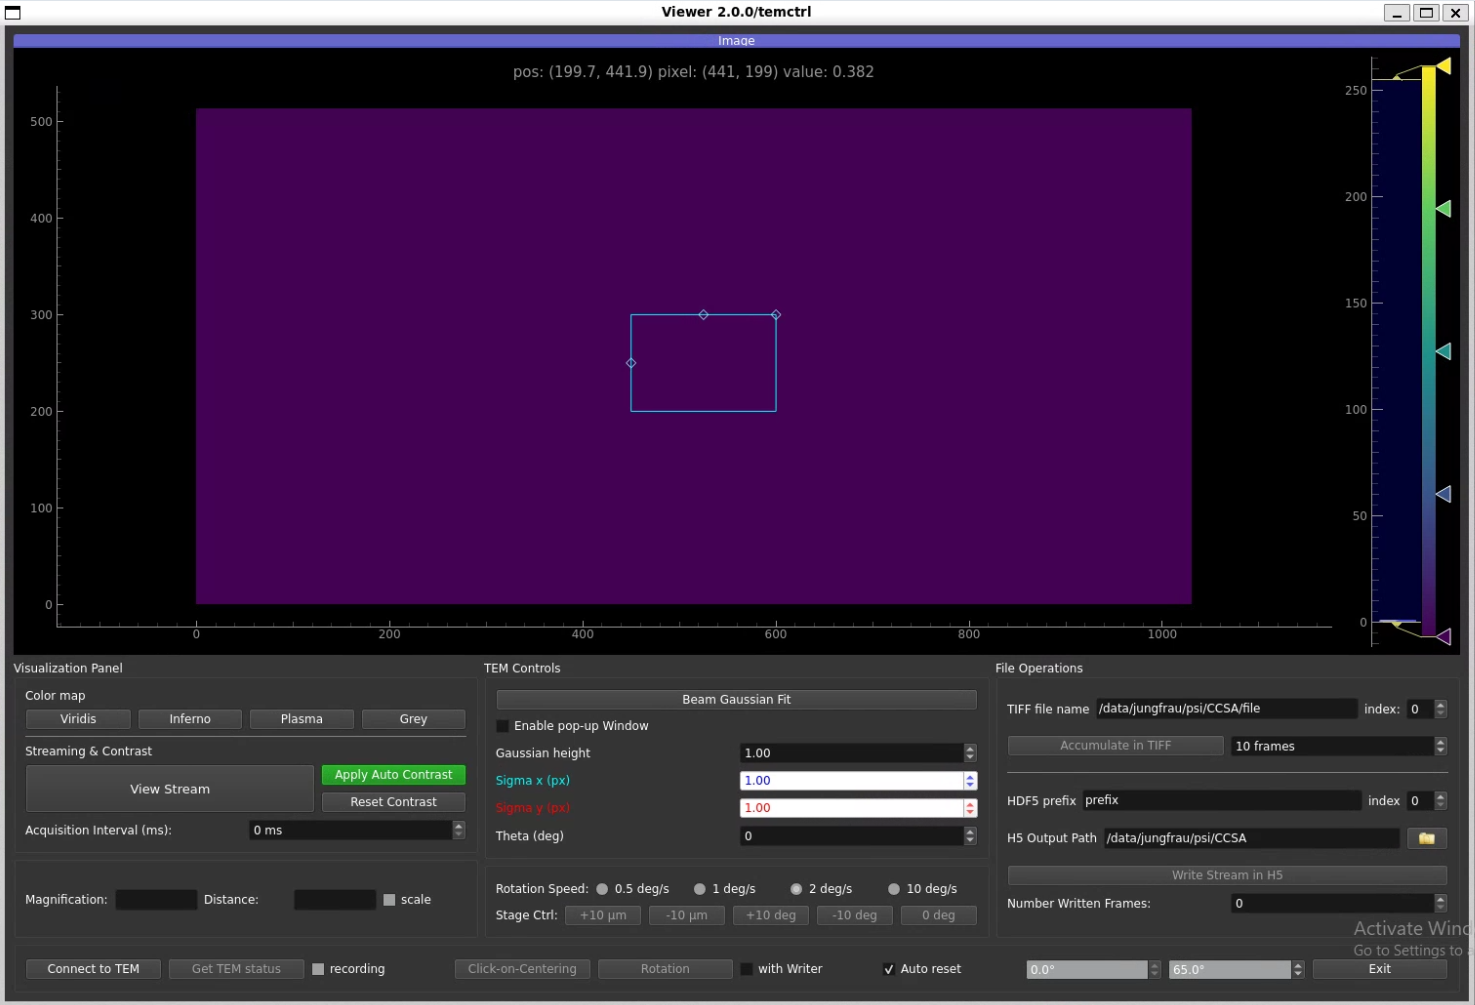 Viewer 2.0.0/temctrl
Image
pos: (199.7, 441.9) pixel: (441, 199) value: 0.382
500
400
300
200
100
0
0 200 400 600 800 1000
250
200
150
100
50
0
Visualization Panel
Color map
Viridis Inferno Plasma Grey
Streaming & Contrast
View Stream
Apply Auto Contrast
Reset Contrast
Acquisition Interval (ms): 0 ms
Magnification: Distance: scale
TEM Controls
Beam Gaussian Fit
Enable pop-up Window
Gaussian height 1.00
Sigma x (px) 1.00
Sigma y (px) 1.00
Theta (deg) 0
Rotation Speed: 0.5 deg/s 1 deg/s 2 deg/s 10 deg/s
Stage Ctrl: +10 μm -10 μm +10 deg -10 deg 0 deg
File Operations
TIFF file name /data/jungfrau/psi/CCSA/file index: 0
Accumulate in TIFF 10 frames
HDF5 prefix prefix index 0
H5 Output Path /data/jungfrau/psi/CCSA
Write Stream in H5
Number Written Frames: 0
Activate Wind
Go to Settings to a
Connect to TEM Get TEM status recording Click-on-Centering Rotation with Writer Auto reset 0.0° 65.0° Exit